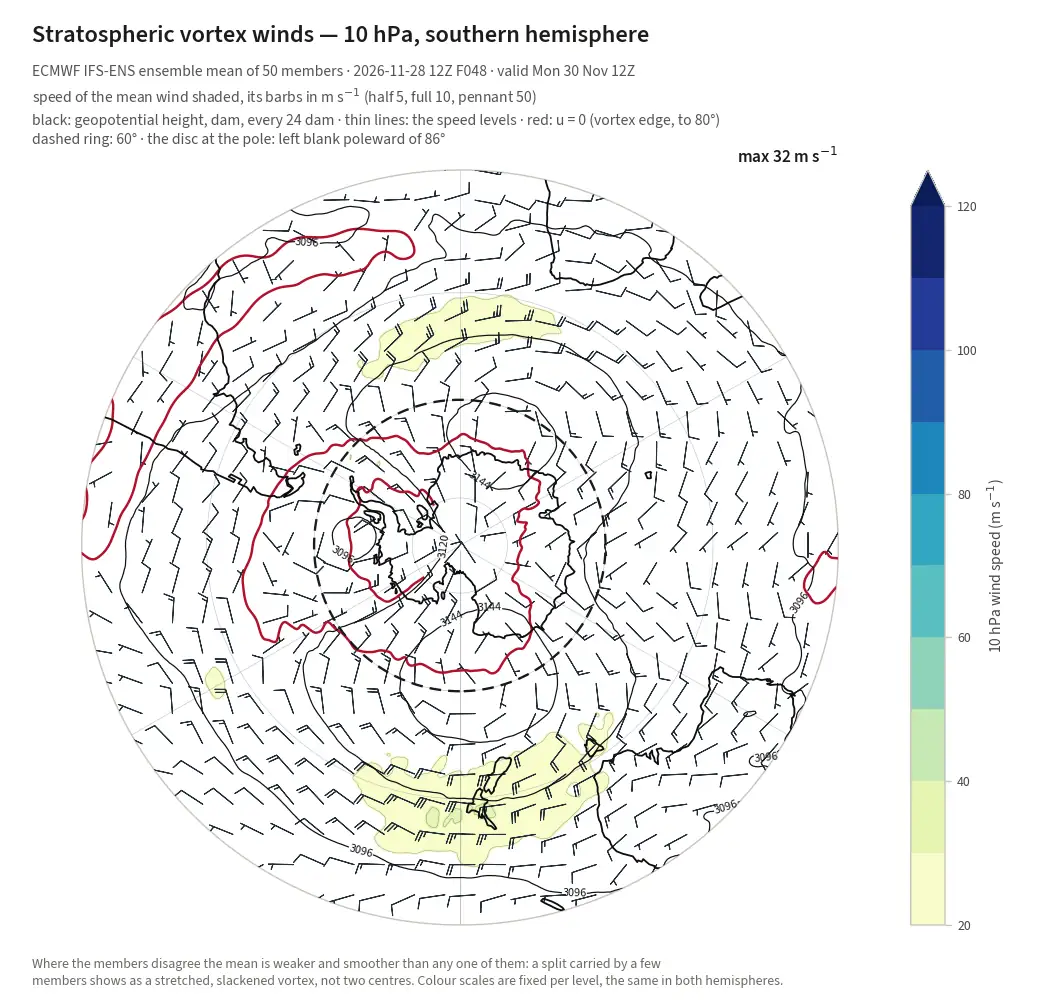 Stratospheric vortex winds — 10 hPa, southern hemisphere
ECMWF IFS-ENS ensemble mean of 50 members · 2026-11-28 12Z F048 · valid Mon 30 Nov 12Z
speed of the mean wind shaded, its barbs in m s⁻¹ (half 5, full 10, pennant 50)
black: geopotential height, dam, every 24 dam · thin lines: the speed levels · red: u = 0 (vortex edge, to 80°)
dashed ring: 60° · the disc at the pole: left blank poleward of 86°
max 32 m s⁻¹
120
100
80
60
40
20
10 hPa wind speed (m s⁻¹)
3096
3144
3120
3096
3144
3144
3096
3096
3096
3096
3096
Where the members disagree the mean is weaker and smoother than any one of them: a split carried by a few
members shows as a stretched, slackened vortex, not two centres. Colour scales are fixed per level, the same in both hemispheres.